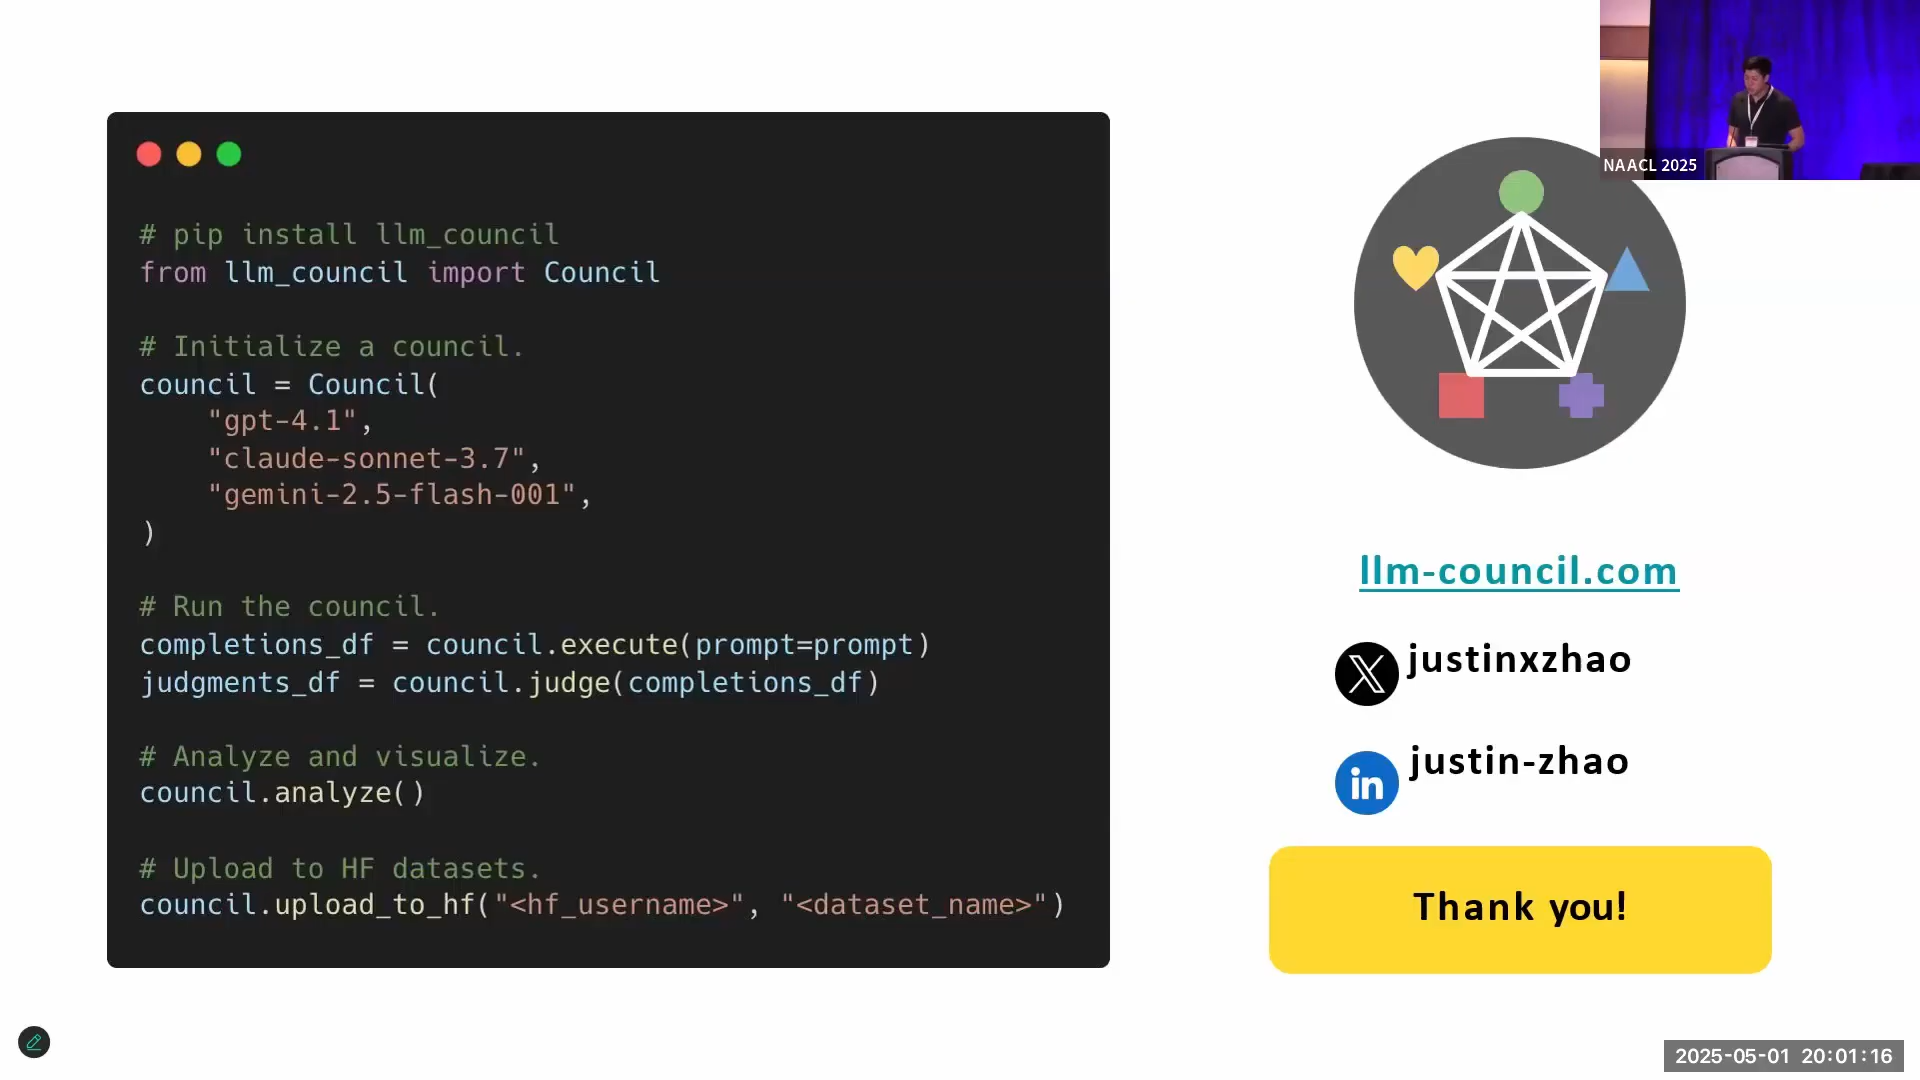 # pip install llm_council
from llm_council import Council
# Initialize a council.
council = Council(
    "gpt-4.1",
    "claude-sonnet-3.7",
    "gemini-2.5-flash-001",
)
# Run the council.
completions_df = council.execute(prompt=prompt)
judgments_df = council.judge(completions_df)
# Analyze and visualize.
council.analyze()
# Upload to HF datasets.
council.upload_to_hf("<hf_username>", "<dataset_name>")
NAACL 2025
llm-council.com
X justinxzhao
in justin-zhao
Thank you!
2025-05-01 20:01:16